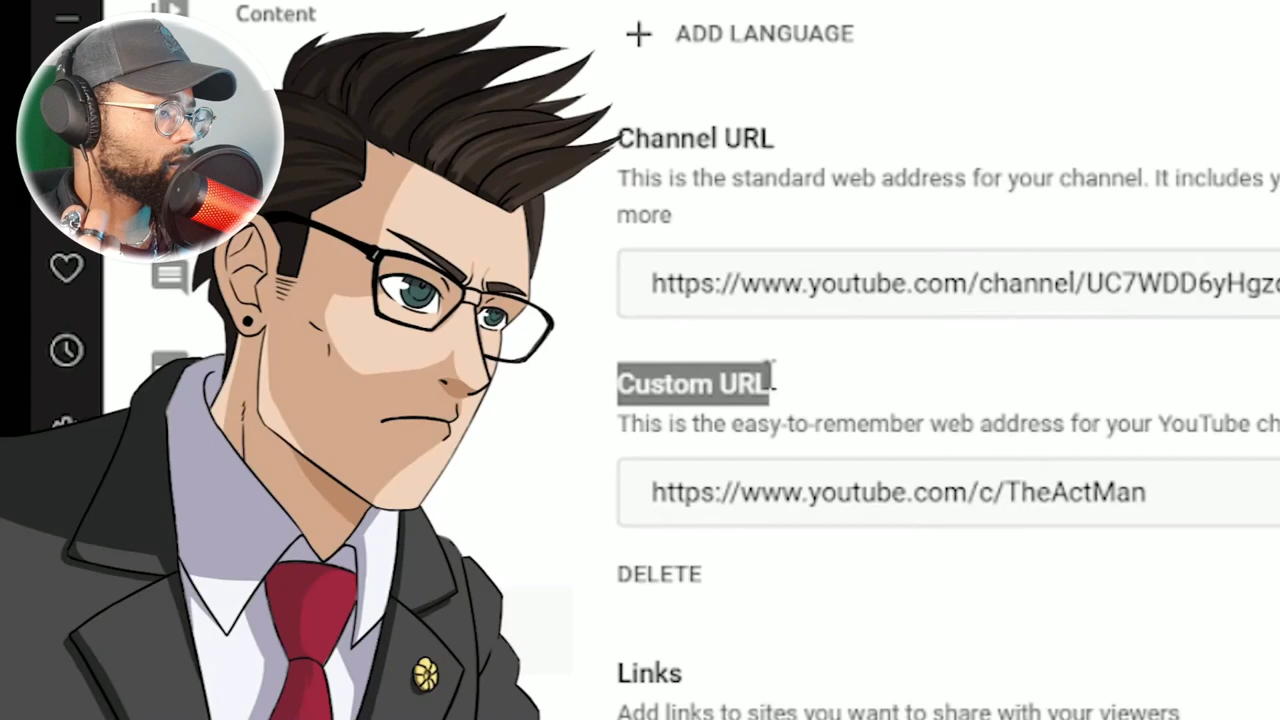 Content
ADD LANGUAGE
Channel URL
This is the standard web address for your channel. It includes
more
https://www.youtube.com/channel/UC7WDD6yHgz
Custom URL
This is the easy-to-remember web address for your YouTube
https://www.youtube.com/c/TheActMan
DELETE
Links
Add links to sites you want to share with your viewers